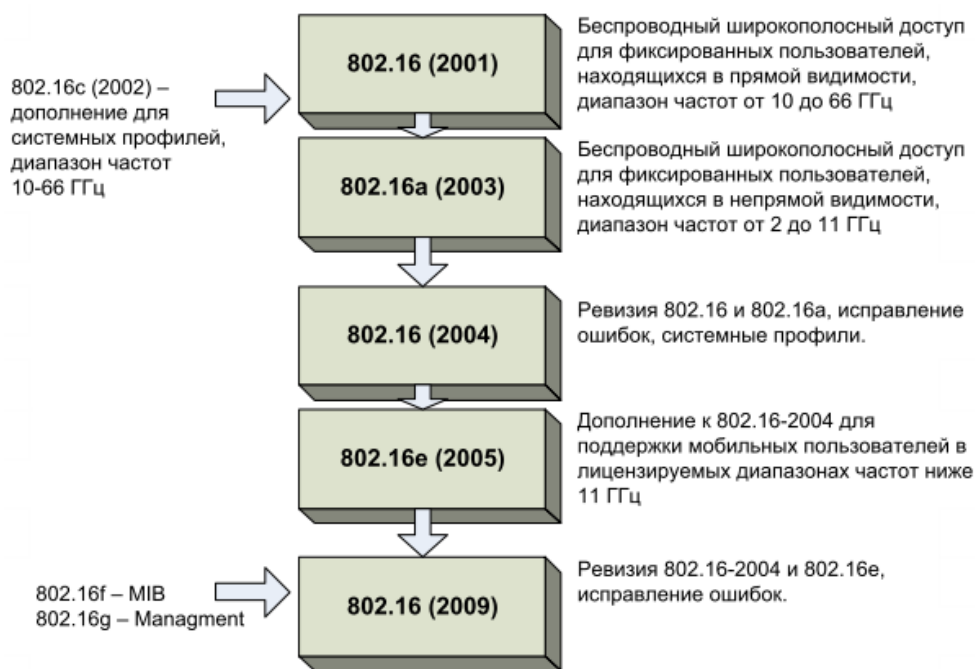 802.16 (2001)
Беспроводный широкополосный доступ
для фиксированных пользователей,
находящихся в прямой видимости,
диапазон частот от 10 до 66 ГГц
802.16c (2002) –
дополнение для
системных профилей,
диапазон частот
10-66 ГГц
802.16a (2003)
Беспроводный широкополосный доступ
для фиксированных пользователей,
находящихся в непрямой видимости,
диапазон частот от 2 до 11 ГГц
802.16 (2004)
Ревизия 802.16 и 802.16a, исправление
ошибок, системные профили.
802.16e (2005)
Дополнение к 802.16-2004 для
поддержки мобильных пользователей в
лицензируемых диапазонах частот ниже
11 ГГц
802.16f – MIB
802.16g – Managment
802.16 (2009)
Ревизия 802.16-2004 и 802.16e,
исправление ошибок.